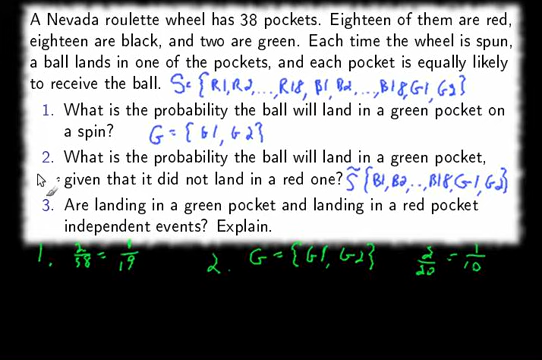 A Nevada roulette wheel has 38 pockets. Eighteen of them are red,
eighteen are black, and two are green. Each time the wheel is spun,
a ball lands in one of the pockets, and each pocket is equally likely
to receive the ball. S={R1,R2,...,R18,B1,B2,...,B18,G1,G2}
1. What is the probability the ball will land in a green pocket on
a spin? G = {G1, G2}
2. What is the probability the ball will land in a green pocket,
given that it did not land in a red one? S̃ {B1,B2,..,B18,G1,G2}
3. Are landing in a green pocket and landing in a red pocket
independent events? Explain.
1. 2/38 = 1/19 2. G = {G1, G2} 2/20 = 1/10